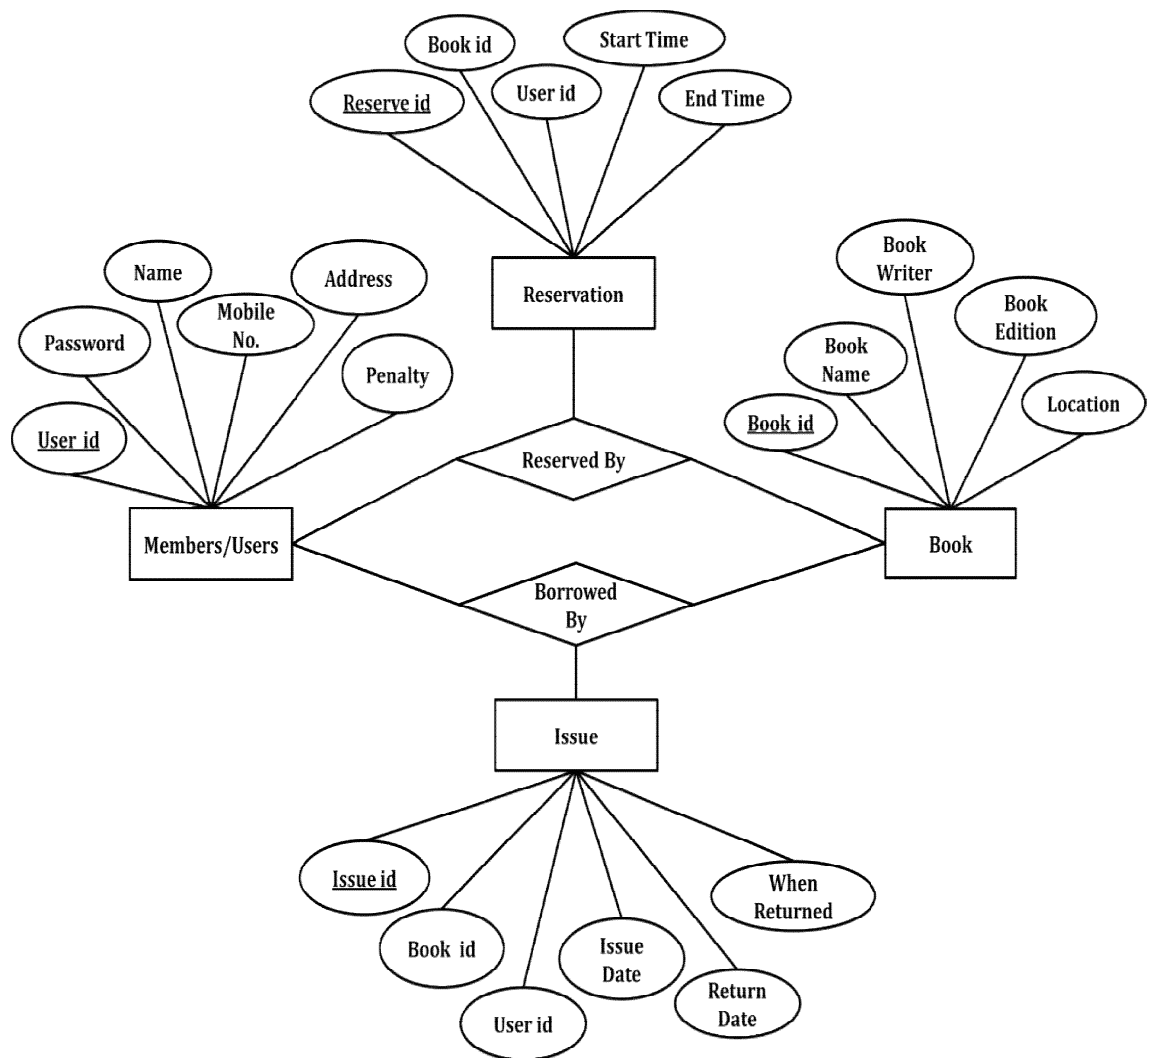 Book id
Start Time
User id
Reserve id
End Time
Reservation
Name
Address
Mobile
No.
Password
Penalty
User id
Members/Users
Book
Writer
Book
Edition
Book
Name
Location
Book id
Book
Reserved By
Borrowed
By
Issue
Issue id
When
Returned
Book id
Issue
Date
Return
Date
User id